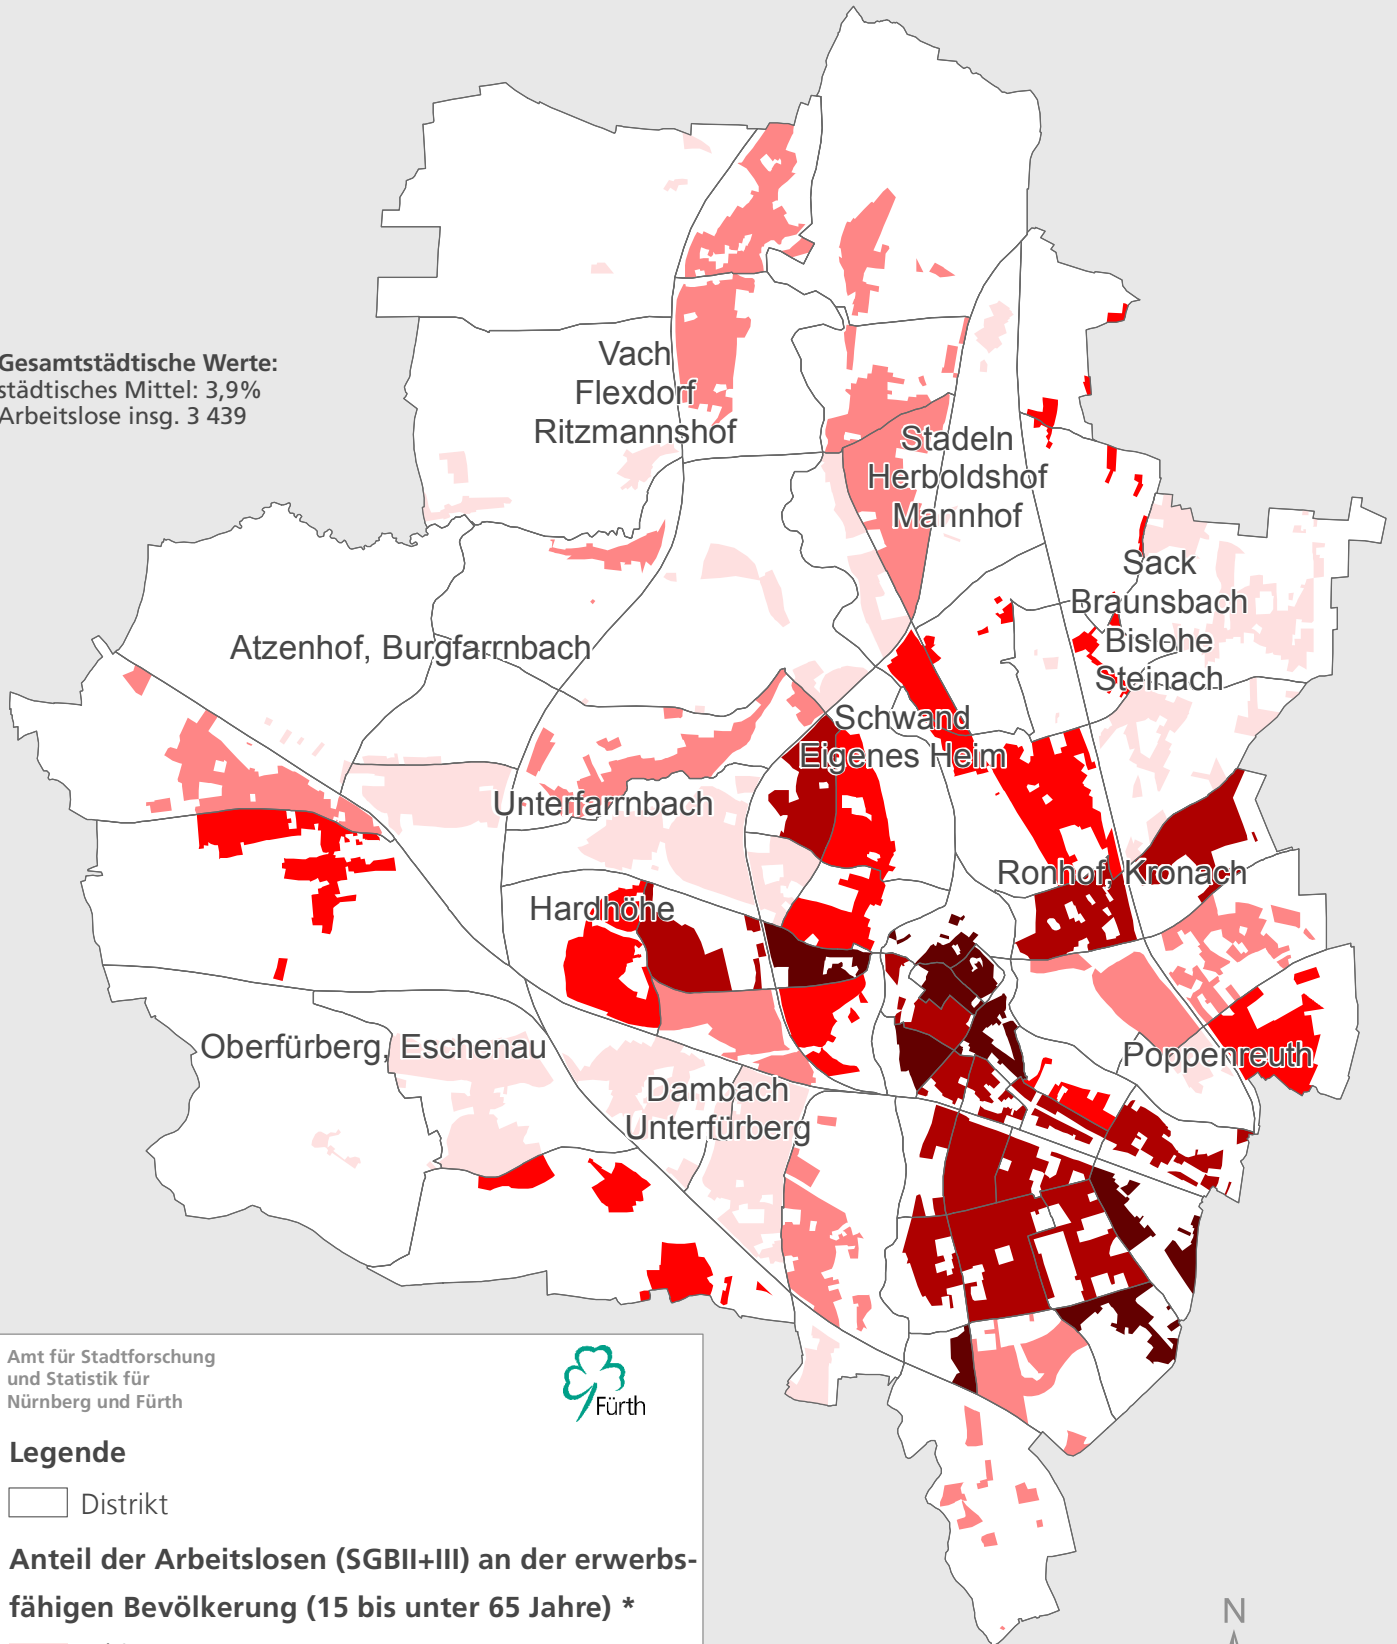 Gesamtstädtische Werte:
städtisches Mittel: 3,9%
Arbeitslose insg. 3 439
Vach
Flexdorf
Ritzmannshof
Stadeln
Herboldshof
Mannhof
Sack
Braunsbach
Bislohe
Steinach
Atzenhof, Burgfarrnbach
Schwand
Eigenes Heim
Unterfarrnbach
Ronhof, Kronach
Hardhöhe
Oberfürberg, Eschenau
Poppenreuth
Dambach
Unterfürberg
Amt für Stadtforschung
und Statistik für
Nürnberg und Fürth
Fürth
Legende
Distrikt
Anteil der Arbeitslosen (SGBII+III) an der erwerbs-
fähigen Bevölkerung (15 bis unter 65 Jahre) *
N